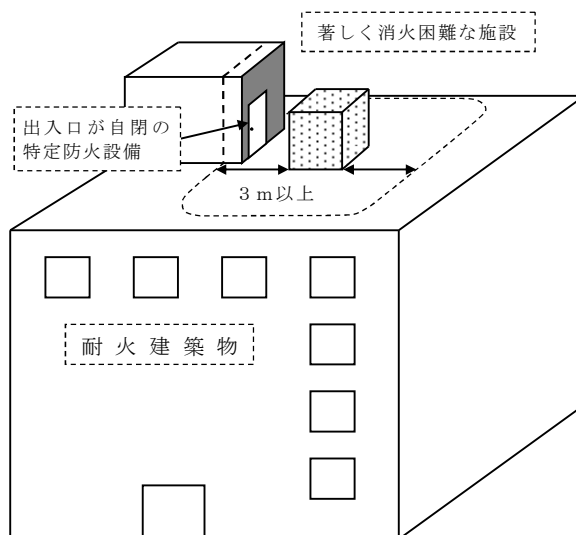 著しく消火困難な施設
出入口が自閉の
特定防火設備
3m以上
耐火建築物